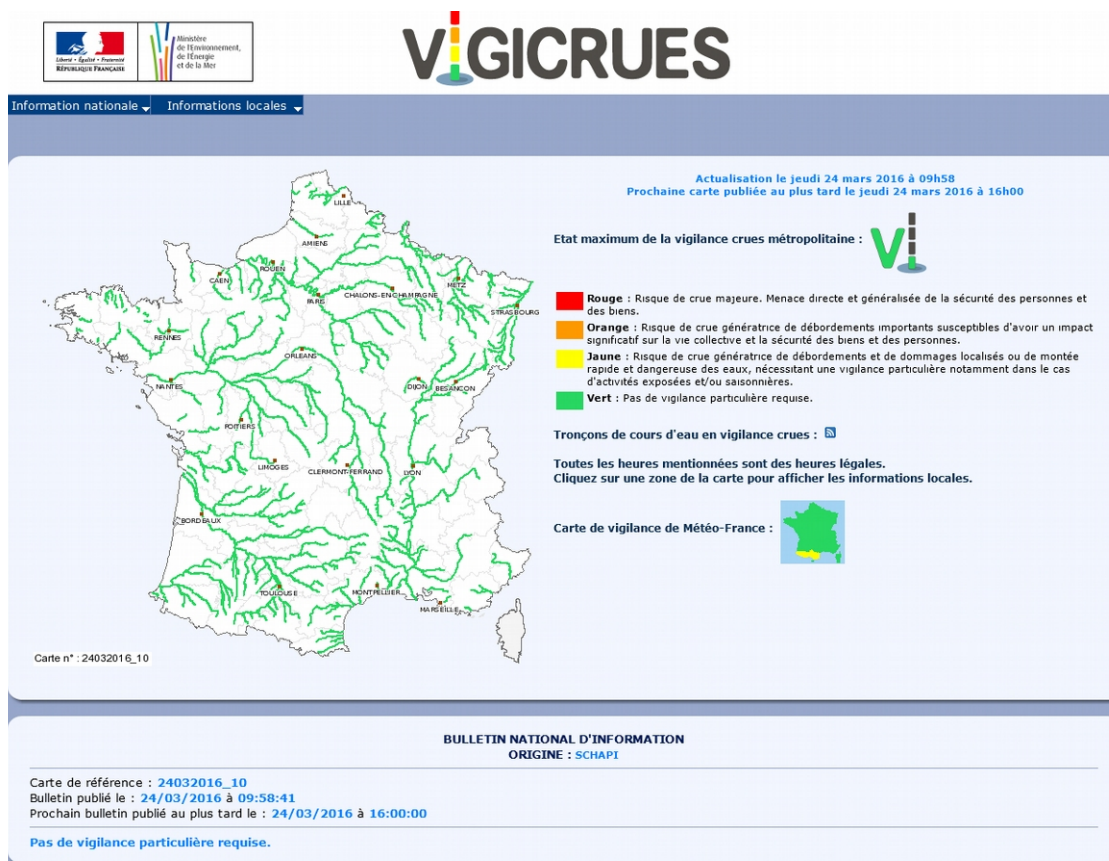 Liberté • Égalité • Fraternité
RÉPUBLIQUE FRANÇAISE
Ministère
de l'Environnement,
de l'Énergie
et de la Mer
VIGICRUES
Information nationale
Informations locales
Actualisation le jeudi 24 mars 2016 à 09h58
Prochaine carte publiée au plus tard le jeudi 24 mars 2016 à 16h00
Etat maximum de la vigilance crues métropolitaine :
Rouge : Risque de crue majeure. Menace directe et généralisée de la sécurité des personnes et
des biens.
Orange : Risque de crue génératrice de débordements importants susceptibles d'avoir un impact
significatif sur la vie collective et la sécurité des biens et des personnes.
Jaune : Risque de crue génératrice de débordements et de dommages localisés ou de montée
rapide et dangereuse des eaux, nécessitant une vigilance particulière notamment dans le cas
d'activités exposées et/ou saisonnières.
Vert : Pas de vigilance particulière requise.
Tronçons de cours d'eau en vigilance crues :
Toutes les heures mentionnées sont des heures légales.
Cliquez sur une zone de la carte pour afficher les informations locales.
Carte de vigilance de Météo-France :
LILLE
AMIENS
ROUEN
CAEN
METZ
PARIS
CHALONS-EN-CHAMPAGNE
STRASBOURG
RENNES
ORLEANS
NANTES
DIJON
BESANCON
POITIERS
LIMOGES
CLERMONT-FERRAND
LYON
BORDEAUX
TOULOUSE
MONTPELLIER
MARSEILLE
Carte n° : 24032016_10
BULLETIN NATIONAL D'INFORMATION
ORIGINE : SCHAPI
Carte de référence : 24032016_10
Bulletin publié le : 24/03/2016 à 09:58:41
Prochain bulletin publié au plus tard le : 24/03/2016 à 16:00:00
Pas de vigilance particulière requise.